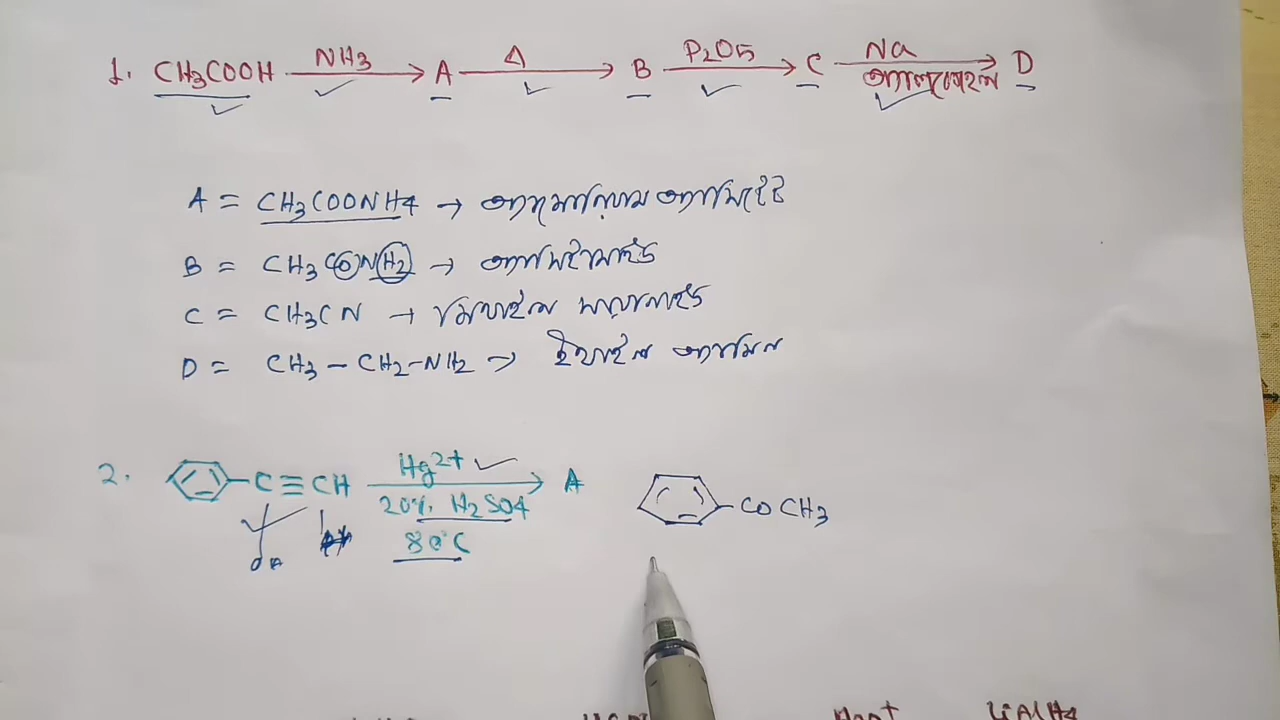 1. CH3COOH NH3 → A Δ → B P2O5 → C Na → D
অ্যালকোহল
A = CH3COONH4 → অ্যামোনিয়াম অ্যাসিটেট
B = CH3CONH2 →
C = CH3CN → মিথাইল সায়ানাইড
D = CH3 – CH2 – NH2 → ইথাইল অ্যামিন
2. C ≡ CH Hg2+ → A
20% H2SO4
80°C
COCH3
LiAlH4